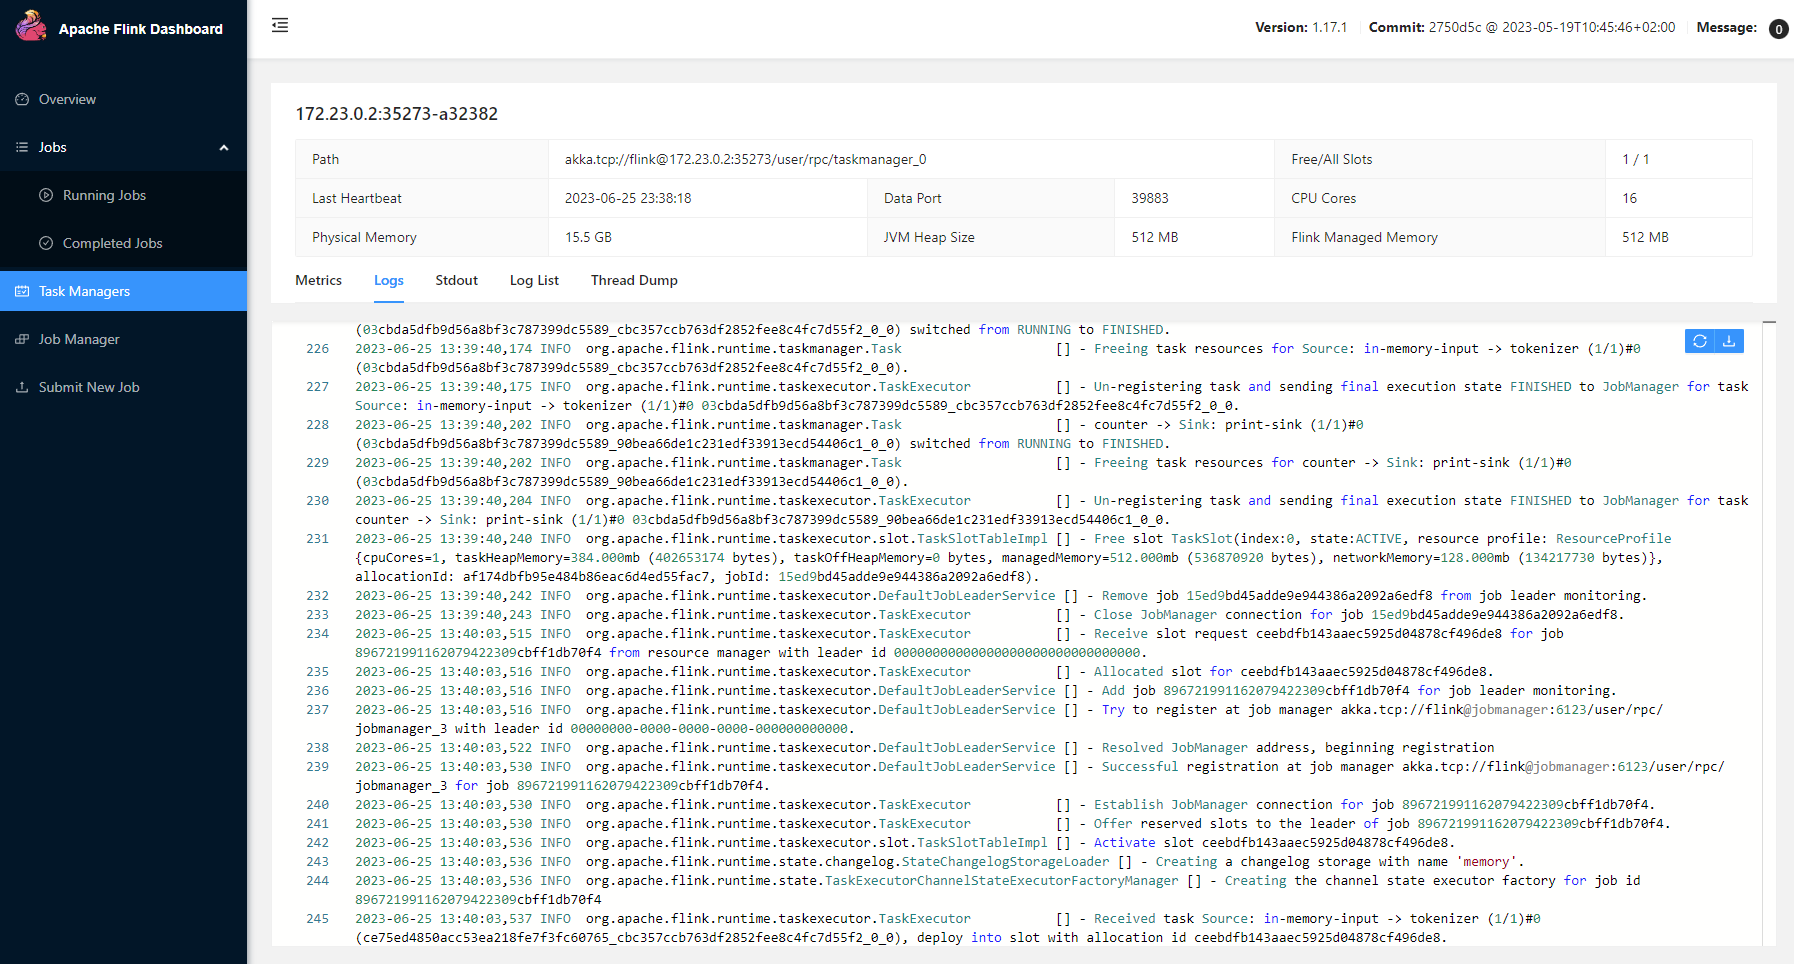 Apache Flink Dashboard
Version: 1.17.1 Commit: 2750d5c @ 2023-05-19T10:45:46+02:00 Message: 0
Overview
Jobs
Running Jobs
Completed Jobs
Task Managers
Job Manager
Submit New Job
172.23.0.2:35273-a32382
Path akka.tcp://flink@172.23.0.2:35273/user/rpc/taskmanager_0 Free/All Slots 1 / 1
Last Heartbeat 2023-06-25 23:38:18 Data Port 39883 CPU Cores 16
Physical Memory 15.5 GB JVM Heap Size 512 MB Flink Managed Memory 512 MB
Metrics Logs Stdout Log List Thread Dump
(03cbda5dfb9d56a8bf3c787399dc5589_cbc357ccb763df2852fee8c4fc7d55f2_0_0) switched from RUNNING to FINISHED.
226 2023-06-25 13:39:40,174 INFO org.apache.flink.runtime.taskmanager.Task [] - Freeing task resources for Source: in-memory-input -> tokenizer (1/1)#0
(03cbda5dfb9d56a8bf3c787399dc5589_cbc357ccb763df2852fee8c4fc7d55f2_0_0).
227 2023-06-25 13:39:40,175 INFO org.apache.flink.runtime.taskexecutor.TaskExecutor [] - Un-registering task and sending final execution state FINISHED to JobManager for task
Source: in-memory-input -> tokenizer (1/1)#0 03cbda5dfb9d56a8bf3c787399dc5589_cbc357ccb763df2852fee8c4fc7d55f2_0_0.
228 2023-06-25 13:39:40,202 INFO org.apache.flink.runtime.taskmanager.Task [] - counter -> Sink: print-sink (1/1)#0
(03cbda5dfb9d56a8bf3c787399dc5589_90bea66de1c231edf33913ecd54406c1_0_0) switched from RUNNING to FINISHED.
229 2023-06-25 13:39:40,202 INFO org.apache.flink.runtime.taskmanager.Task [] - Freeing task resources for counter -> Sink: print-sink (1/1)#0
(03cbda5dfb9d56a8bf3c787399dc5589_90bea66de1c231edf33913ecd54406c1_0_0).
230 2023-06-25 13:39:40,204 INFO org.apache.flink.runtime.taskexecutor.TaskExecutor [] - Un-registering task and sending final execution state FINISHED to JobManager for task
counter -> Sink: print-sink (1/1)#0 03cbda5dfb9d56a8bf3c787399dc5589_90bea66de1c231edf33913ecd54406c1_0_0.
231 2023-06-25 13:39:40,240 INFO org.apache.flink.runtime.taskexecutor.slot.TaskSlotTableImpl [] - Free slot TaskSlot(index:0, state:ACTIVE, resource profile: ResourceProfile
{cpuCores=1, taskHeapMemory=384.000mb (402653174 bytes), taskOffHeapMemory=0 bytes, managedMemory=512.000mb (536870920 bytes), networkMemory=128.000mb (134217730 bytes)},
allocationId: af174dbfb95e484b86eac6d4ed55fac7, jobId: 15ed9bd45adde9e944386a2092a6edf8).
232 2023-06-25 13:39:40,242 INFO org.apache.flink.runtime.taskexecutor.DefaultJobLeaderService [] - Remove job 15ed9bd45adde9e944386a2092a6edf8 from job leader monitoring.
233 2023-06-25 13:39:40,243 INFO org.apache.flink.runtime.taskexecutor.TaskExecutor [] - Close JobManager connection for job 15ed9bd45adde9e944386a2092a6edf8.
234 2023-06-25 13:40:03,515 INFO org.apache.flink.runtime.taskexecutor.TaskExecutor [] - Receive slot request ceebdfb143aaec5925d04878cf496de8 for job
896721991162079422309cbff1db70f4 from resource manager with leader id 00000000000000000000000000000000.
235 2023-06-25 13:40:03,516 INFO org.apache.flink.runtime.taskexecutor.TaskExecutor [] - Allocated slot for ceebdfb143aaec5925d04878cf496de8.
236 2023-06-25 13:40:03,516 INFO org.apache.flink.runtime.taskexecutor.DefaultJobLeaderService [] - Add job 896721991162079422309cbff1db70f4 for job leader monitoring.
237 2023-06-25 13:40:03,516 INFO org.apache.flink.runtime.taskexecutor.DefaultJobLeaderService [] - Try to register at job manager akka.tcp://flink@jobmanager:6123/user/rpc/
jobmanager_3 with leader id 00000000-0000-0000-0000-000000000000.
238 2023-06-25 13:40:03,522 INFO org.apache.flink.runtime.taskexecutor.DefaultJobLeaderService [] - Resolved JobManager address, beginning registration
239 2023-06-25 13:40:03,530 INFO org.apache.flink.runtime.taskexecutor.DefaultJobLeaderService [] - Successful registration at job manager akka.tcp://flink@jobmanager:6123/user/rpc/
jobmanager_3 for job 896721991162079422309cbff1db70f4.
240 2023-06-25 13:40:03,530 INFO org.apache.flink.runtime.taskexecutor.TaskExecutor [] - Establish JobManager connection for job 896721991162079422309cbff1db70f4.
241 2023-06-25 13:40:03,530 INFO org.apache.flink.runtime.taskexecutor.TaskExecutor [] - Offer reserved slots to the leader of job 896721991162079422309cbff1db70f4.
242 2023-06-25 13:40:03,536 INFO org.apache.flink.runtime.taskexecutor.slot.TaskSlotTableImpl [] - Activate slot ceebdfb143aaec5925d04878cf496de8.
243 2023-06-25 13:40:03,536 INFO org.apache.flink.runtime.state.changelog.StateChangelogStorageLoader [] - Creating a changelog storage with name 'memory'.
244 2023-06-25 13:40:03,536 INFO org.apache.flink.runtime.state.TaskExecutorChannelStateExecutorFactoryManager [] - Creating the channel state executor factory for job id
896721991162079422309cbff1db70f4
245 2023-06-25 13:40:03,537 INFO org.apache.flink.runtime.taskexecutor.TaskExecutor [] - Received task Source: in-memory-input -> tokenizer (1/1)#0
(ce75ed4850acc53ea218fe7f3fc60765_cbc357ccb763df2852fee8c4fc7d55f2_0_0), deploy into slot with allocation id ceebdfb143aaec5925d04878cf496de8.